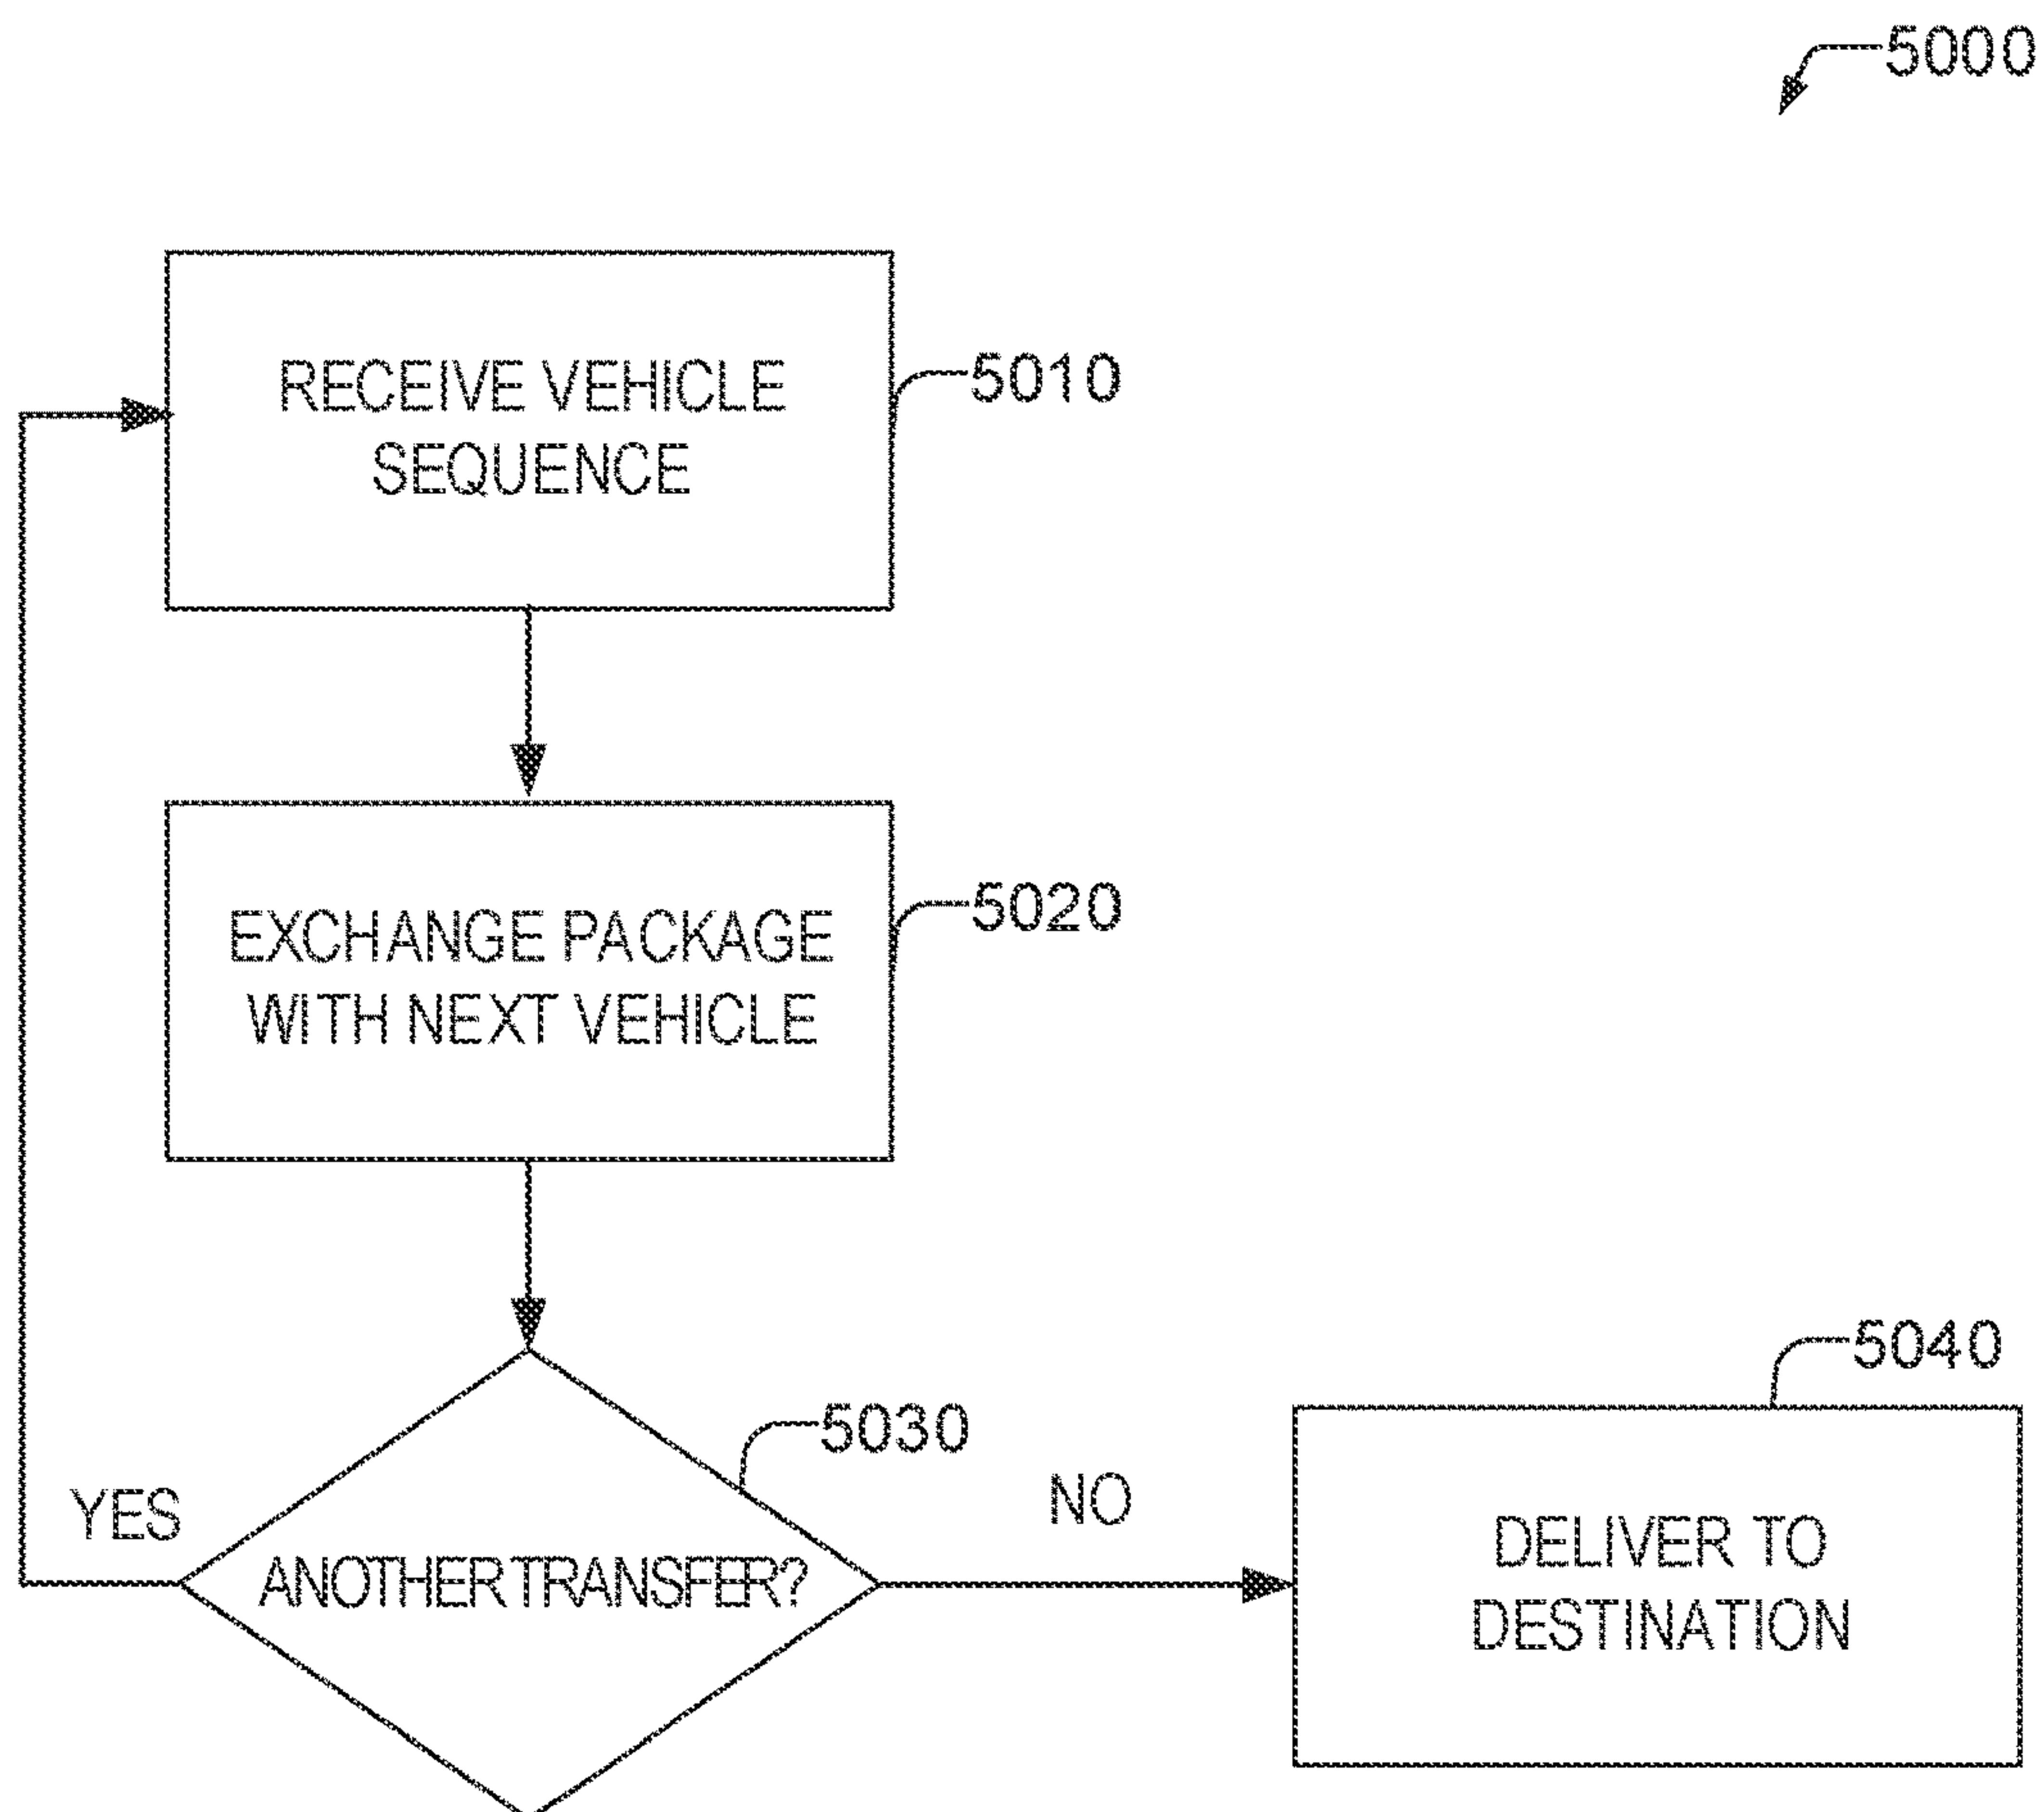 5000
RECEIVE VEHICLE
SEQUENCE
5010
EXCHANGE PACKAGE
WITH NEXT VEHICLE
5020
ANOTHER TRANSFER?
5030
YES
NO
5040
DELIVER TO
DESTINATION